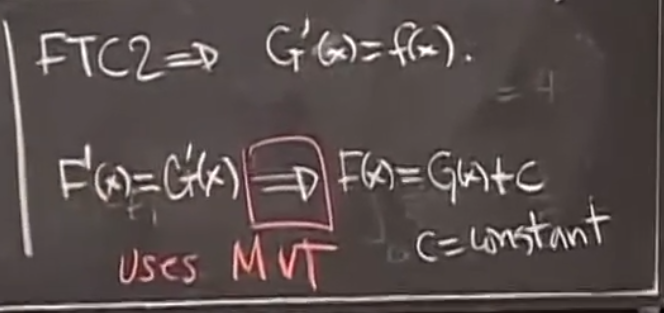 FTC2 ⇒ G'(x)=f(x).
F'(x)=G'(x) ⇒ F(x)=G(x)+C
C=constant
uses MVT